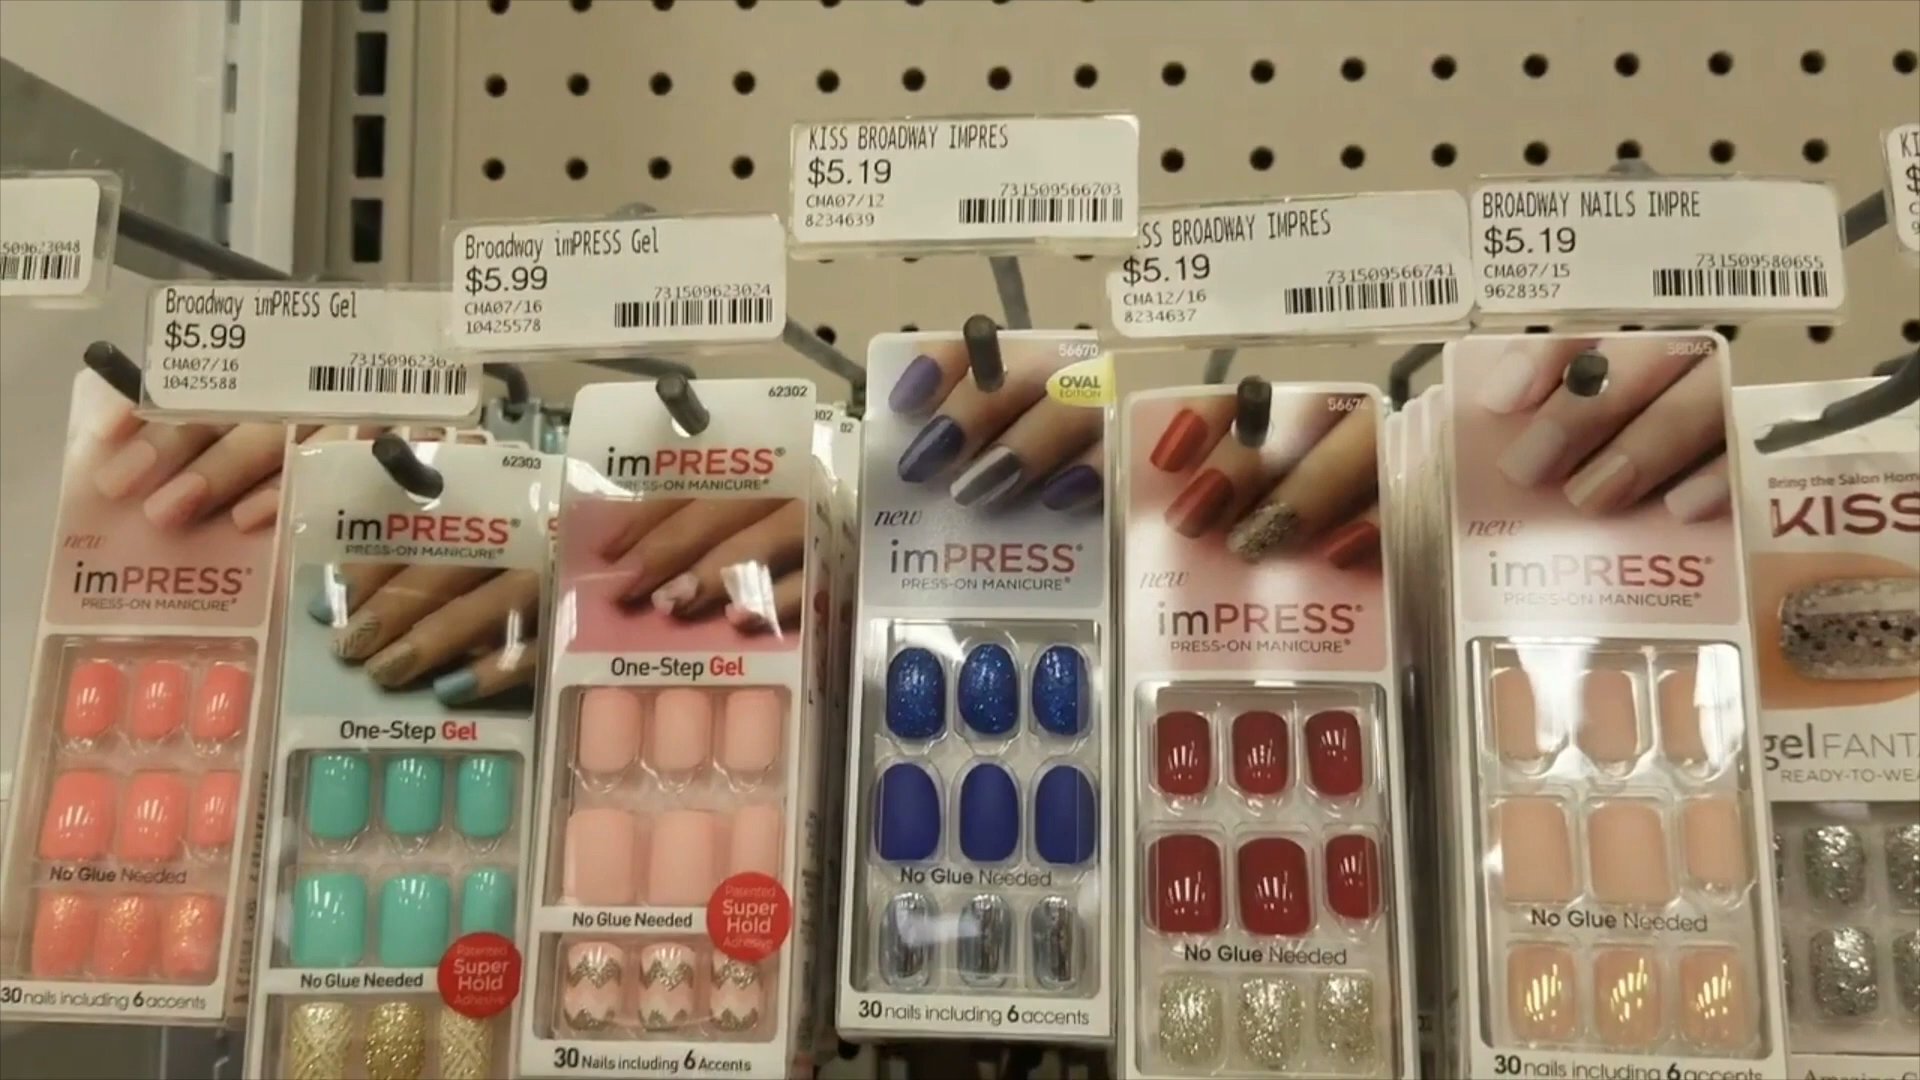 509623048
Broadway imPRESS Gel
$5.99
CMA07/16
10425588
Broadway imPRESS Gel
$5.99
CMA07/16
10425578
731509623024
KISS BROADWAY IMPRES
$5.19
CMA07/12
8234639
731509566703
BROADWAY IMPRES
$5.19
CMA12/16
8234637
731509566741
BROADWAY NAILS IMPRE
$5.19
CMA07/15
9628357
731509580655
new
imPRESS®
PRESS-ON MANICURE®
No Glue Needed
30 nails including 6 accents
62303
imPRESS®
PRESS-ON MANICURE®
One-Step Gel
No Glue Needed
Patented
Super
Hold
Adhesive
62302
imPRESS®
PRESS-ON MANICURE®
One-Step Gel
No Glue Needed
Patented
Super
Hold
Adhesive
30 Nails including 6 Accents
56670
OVAL
EDITION
new
imPRESS®
PRESS-ON MANICURE®
No Glue Needed
30 nails including 6 accents
new
imPRESS®
PRESS-ON MANICURE®
No Glue Needed
58065
new
imPRESS®
PRESS-ON MANICURE®
No Glue Needed
30 nails including 6 accents
Bring the Salon Home
KISS
gel FANTA
READY-TO-WEA